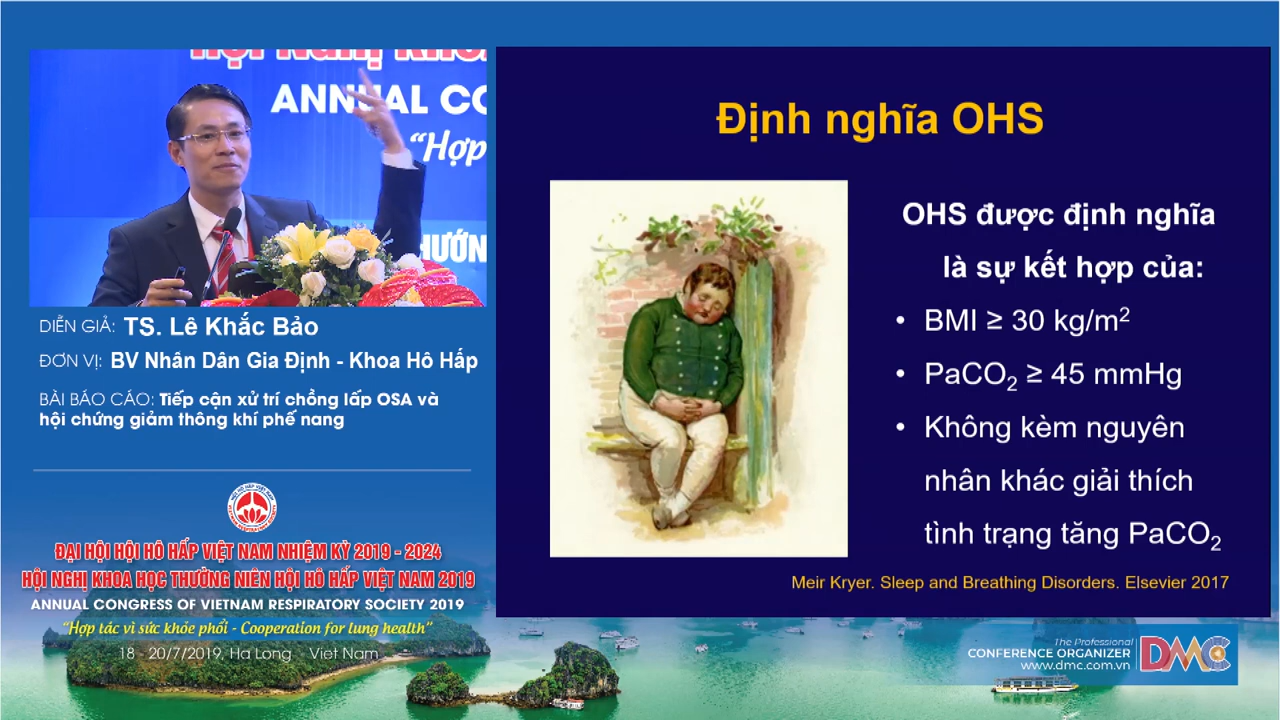 ANNUAL CO
“Hợp
HƯỚN
DIỄN GIẢ: TS. Lê Khắc Bảo
ĐƠN VỊ: BV Nhân Dân Gia Định - Khoa Hô Hấp
BÀI BÁO CÁO: Tiếp cận xử trí chồng lấp OSA và
hội chứng giảm thông khí phế nang
ĐẠI HỘI HỘI HÔ HẤP VIỆT NAM NHIỆM KỲ 2019 - 2024
HỘI NGHỊ KHOA HỌC THƯỜNG NIÊN HỘI HÔ HẤP VIỆT NAM 2019
ANNUAL CONGRESS OF VIETNAM RESPIRATORY SOCIETY 2019
“Hợp tác vì sức khỏe phổi - Cooperation for lung health”
18 - 20/7/2019, Ha Long Viet Nam
Định nghĩa OHS
OHS được định nghĩa
là sự kết hợp của:
• BMI ≥ 30 kg/m²
• PaCO₂ ≥ 45 mmHg
• Không kèm nguyên
nhân khác giải thích
tình trạng tăng PaCO₂
Meir Kryer. Sleep and Breathing Disorders. Elsevier 2017
The Professional
CONFERENCE ORGANIZER
www.dmc.com.vn
DMC